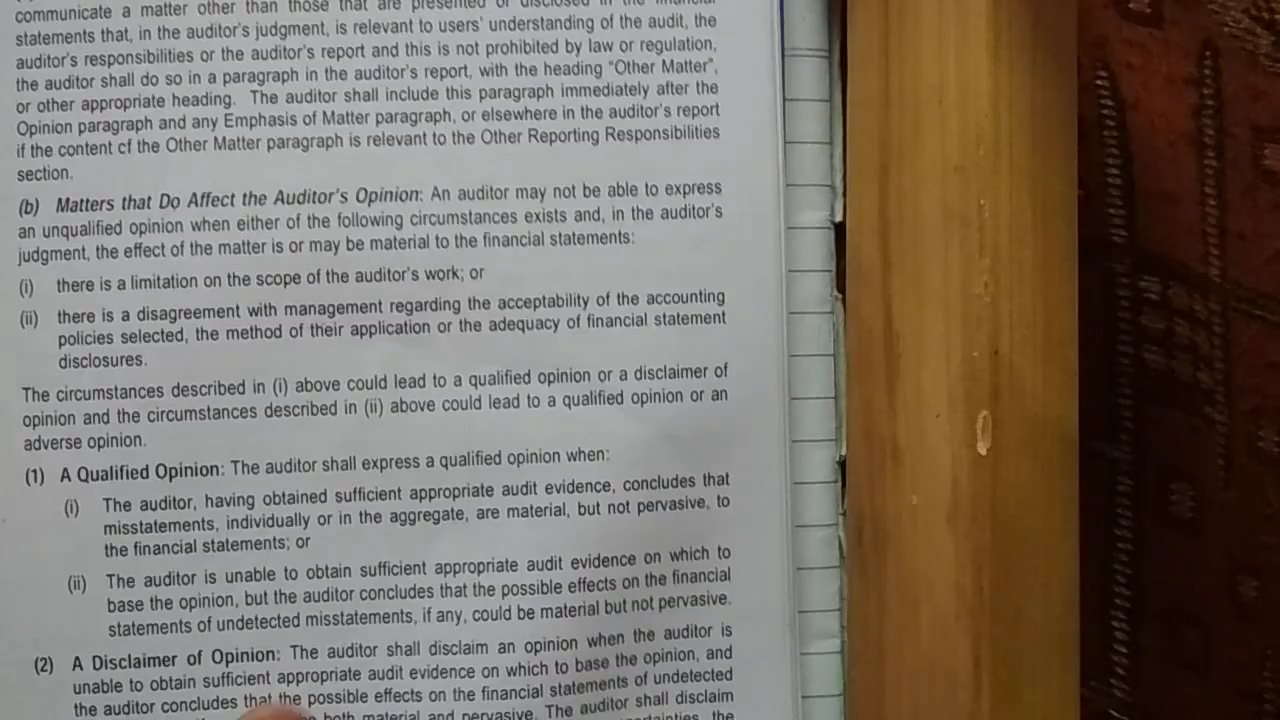 communicate a matter other than those that are presented or disclosed in the financial
statements that, in the auditor's judgment, is relevant to users' understanding of the audit, the
auditor's responsibilities or the auditor's report and this is not prohibited by law or regulation,
the auditor shall do so in a paragraph in the auditor's report, with the heading “Other Matter”,
or other appropriate heading. The auditor shall include this paragraph immediately after the
Opinion paragraph and any Emphasis of Matter paragraph, or elsewhere in the auditor's report
if the content of the Other Matter paragraph is relevant to the Other Reporting Responsibilities
section.
(b) Matters that Do Affect the Auditor's Opinion: An auditor may not be able to express
an unqualified opinion when either of the following circumstances exists and, in the auditor's
judgment, the effect of the matter is or may be material to the financial statements:
(i) there is a limitation on the scope of the auditor's work; or
(ii) there is a disagreement with management regarding the acceptability of the accounting
policies selected, the method of their application or the adequacy of financial statement
disclosures.
The circumstances described in (i) above could lead to a qualified opinion or a disclaimer of
opinion and the circumstances described in (ii) above could lead to a qualified opinion or an
adverse opinion.
(1) A Qualified Opinion: The auditor shall express a qualified opinion when:
(i) The auditor, having obtained sufficient appropriate audit evidence, concludes that
misstatements, individually or in the aggregate, are material, but not pervasive, to
the financial statements; or
(ii) The auditor is unable to obtain sufficient appropriate audit evidence on which to
base the opinion, but the auditor concludes that the possible effects on the financial
statements of undetected misstatements, if any, could be material but not pervasive.
(2) A Disclaimer of Opinion: The auditor shall disclaim an opinion when the auditor is
unable to obtain sufficient appropriate audit evidence on which to base the opinion, and
the auditor concludes that the possible effects on the financial statements of undetected
both material and pervasive. The auditor shall disclaim
the